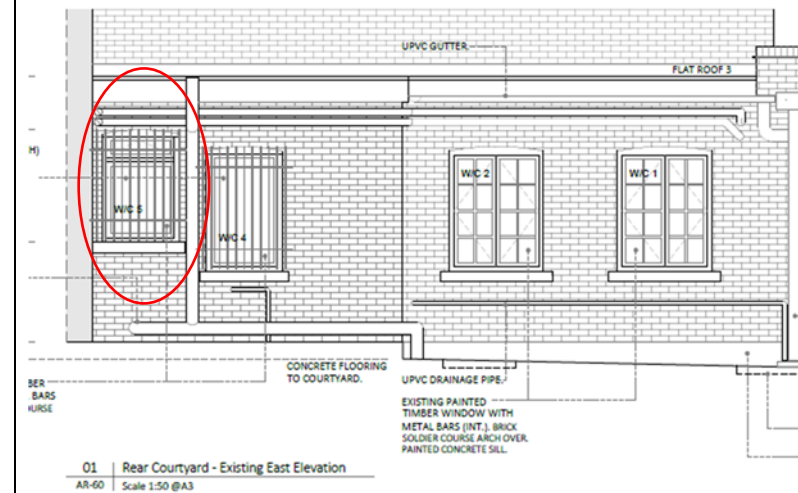 UPVC GUTTER
FLAT ROOF 3
H)
W/C 5
W/C 4
W/C 2
W/C 1
BER
BARS
URSE
CONCRETE FLOORING
TO COURTYARD.
UPVC DRAINAGE PIPE.
EXISTING PAINTED
TIMBER WINDOW WITH
METAL BARS (INT.). BRICK
SOLDIER COURSE ARCH OVER.
PAINTED CONCRETE SILL.
01 Rear Courtyard - Existing East Elevation
AR-60 Scale 1:50 @A3